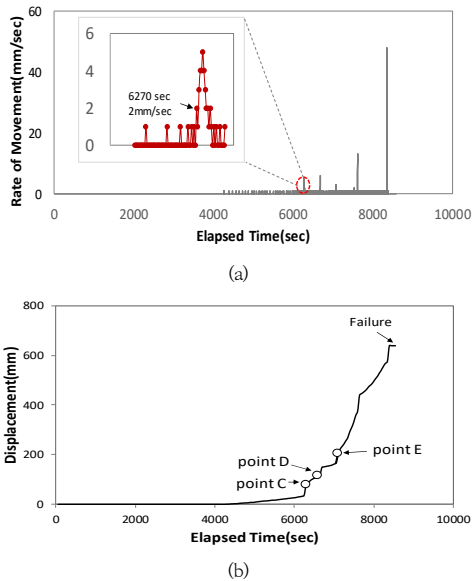 (a)
60
40
20
0
Rate of Movement(mm/sec)
6
4
2
0
6270 sec
2mm/sec
0 2000 4000 6000 8000 10000
Elapsed Time(sec)
(a)
800
600
400
200
0
Displacement(mm)
Failure
point E
point D
point C
0 2000 4000 6000 8000 10000
Elapsed Time(sec)
(b)